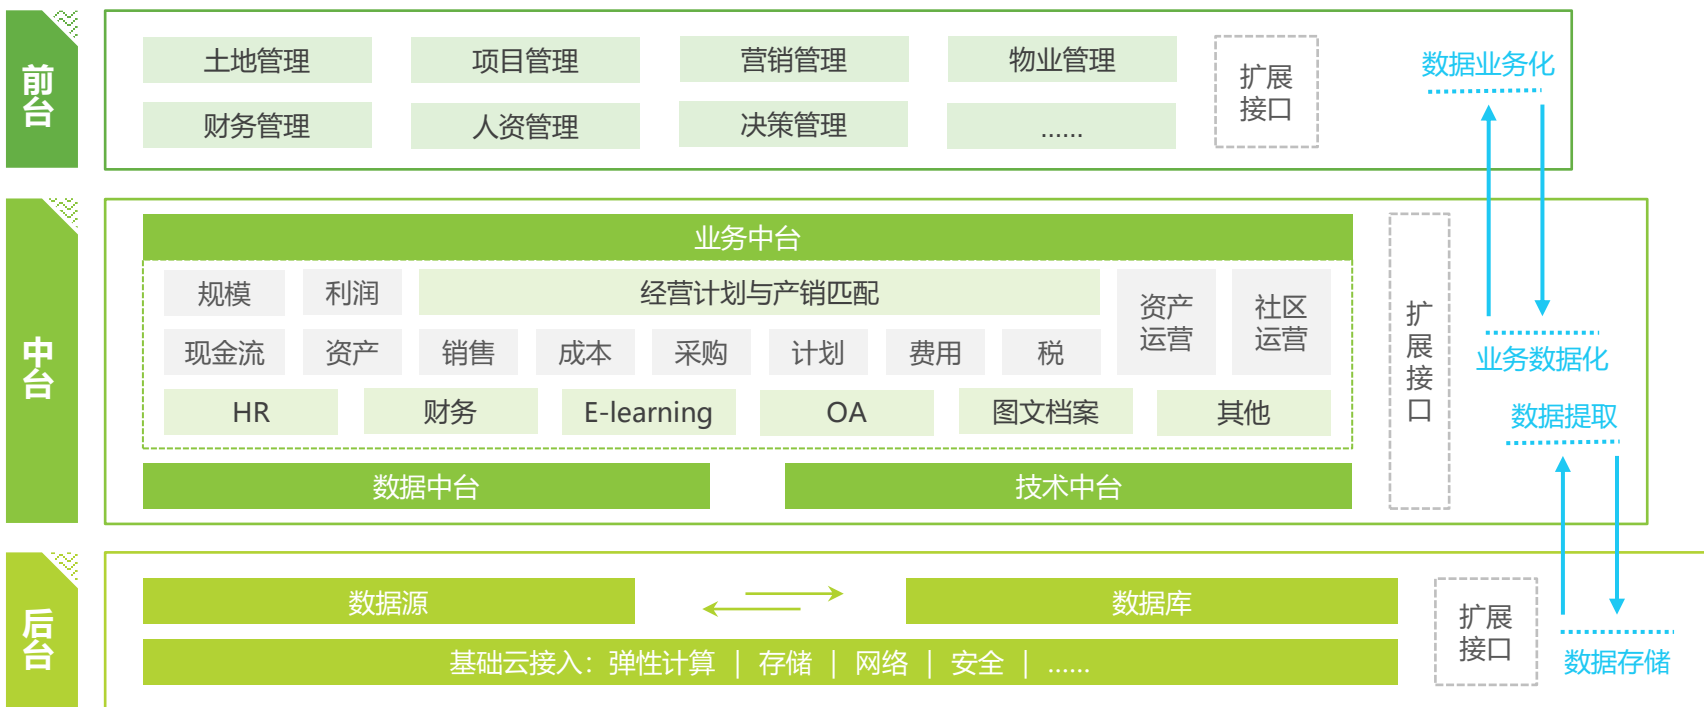 前台
土地管理
项目管理
营销管理
物业管理
财务管理
人资管理
决策管理
......
扩展
接口
数据业务化
中台
业务中台
规模
利润
经营计划与产销匹配
资产
运营
社区
运营
现金流
资产
销售
成本
采购
计划
费用
税
HR
财务
E-learning
OA
图文档案
其他
数据中台
技术中台
扩
展
接
口
业务数据化
数据提取
后台
数据源
数据库
基础云接入：弹性计算 | 存储 | 网络 | 安全 | ......
扩展
接口
数据存储